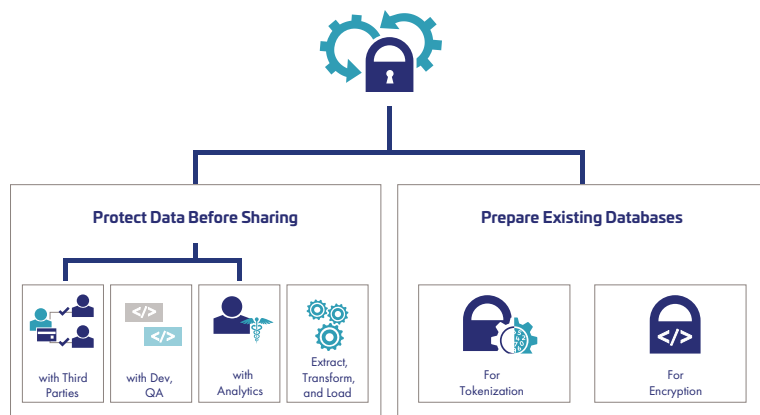 Protect Data Before Sharing
Prepare Existing Databases
</>
</>
with Third
Parties
with Dev,
QA
with
Analytics
Extract,
Transform,
and Load
For
Tokenization
</>
For
Encryption